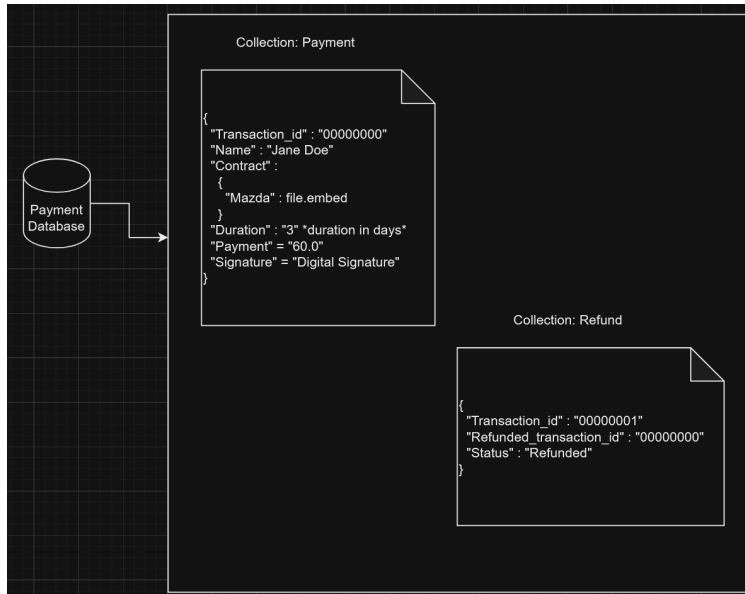 Collection: Payment
{
"Transaction_id" : "00000000"
"Name" : "Jane Doe"
"Contract" :
{
"Mazda" : file.embed
}
"Duration" : "3" *duration in days*
"Payment" = "60.0"
"Signature" = "Digital Signature"
}
Payment
Database
Collection: Refund
{
"Transaction_id" : "00000001"
"Refunded_transaction_id" : "00000000"
"Status" : "Refunded"
}